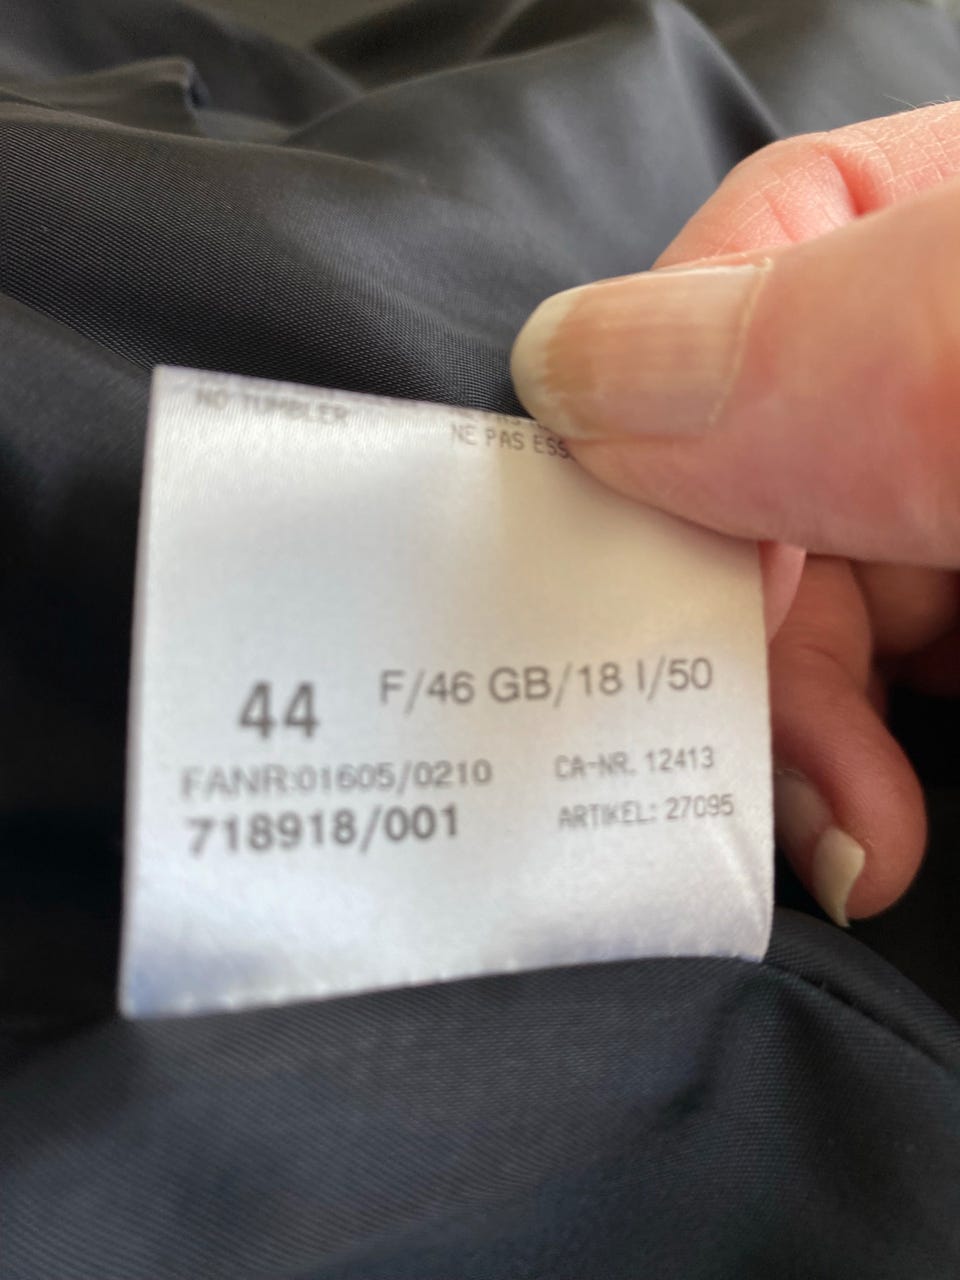 NO TUMBLER
NE PAS ESS
44 F/46 GB/18 I/50
FANR:01605/0210 CA-NR. 12413
718918/001 ARTIKEL: 27095